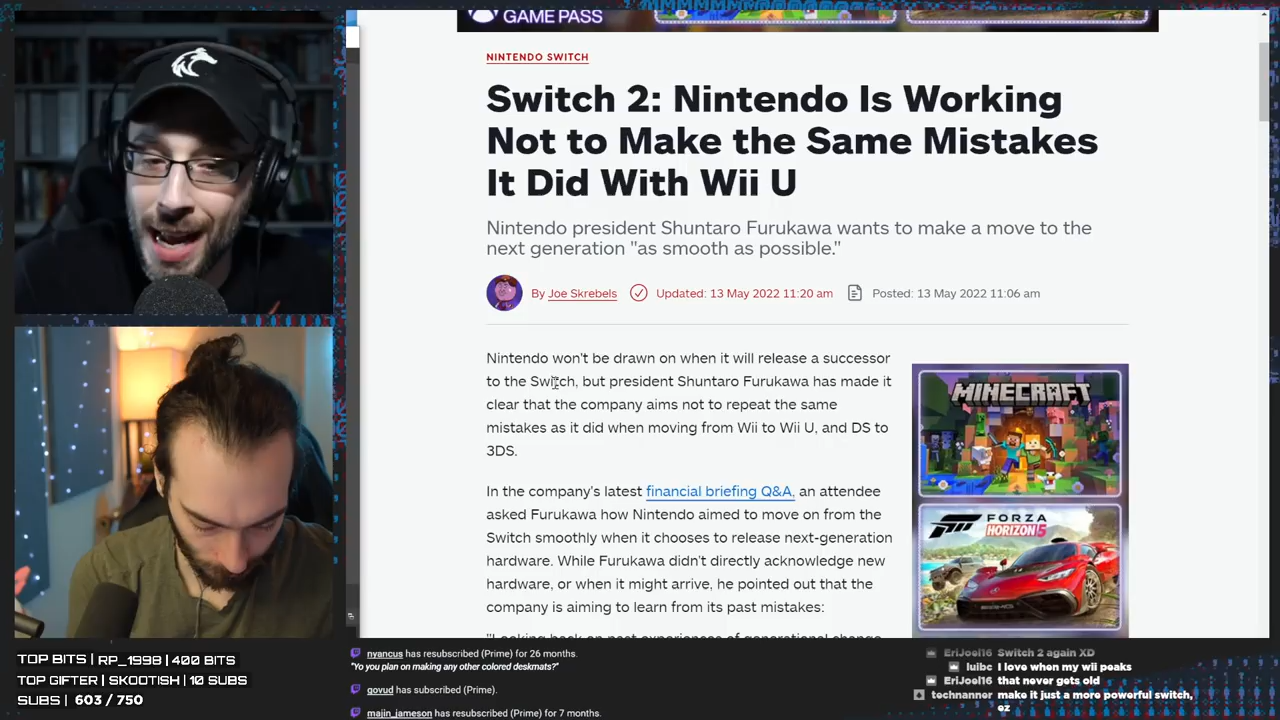 GAME PASS
NINTENDO SWITCH
Switch 2: Nintendo Is Working
Not to Make the Same Mistakes
It Did With Wii U
Nintendo president Shuntaro Furukawa wants to make a move to the
next generation "as smooth as possible."
By Joe Skrebels Updated: 13 May 2022 11:20 am Posted: 13 May 2022 11:06 am
Nintendo won't be drawn on when it will release a successor
to the Switch, but president Shuntaro Furukawa has made it
clear that the company aims not to repeat the same
mistakes as it did when moving from Wii to Wii U, and DS to
3DS.
In the company's latest financial briefing Q&A, an attendee
asked Furukawa how Nintendo aimed to move on from the
Switch smoothly when it chooses to release next-generation
hardware. While Furukawa didn't directly acknowledge new
hardware, or when it might arrive, he pointed out that the
company is aiming to learn from its past mistakes:
"Looking back on past experiences of generational change
MINECRAFT
FORZA
HORIZON 5
TOP BITS | RP_1998 | 400 BITS
TOP GIFTER | SKOOTISH | 10 SUBS
SUBS | 603 / 750
nyancus has resubscribed (Prime) for 26 months.
"Yo you plan on making any other colored deskmats?"
govud has subscribed (Prime).
majin_jameson has resubscribed (Prime) for 7 months.
EriJoel16 Switch 2 again XD
luibc I love when my wii peaks
EriJoel16 that never gets old
technanner make it just a more powerful switch,
ez